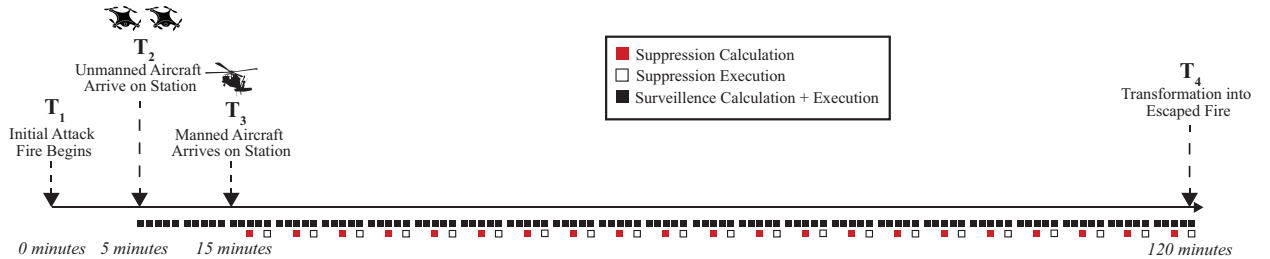 T1
Initial Attack
Fire Begins
T2
Unmanned Aircraft
Arrive on Station
T3
Manned Aircraft
Arrives on Station
Suppression Calculation
Suppression Execution
Surveillence Calculation + Execution
T4
Transformation into
Escaped Fire
0 minutes
5 minutes
15 minutes
120 minutes